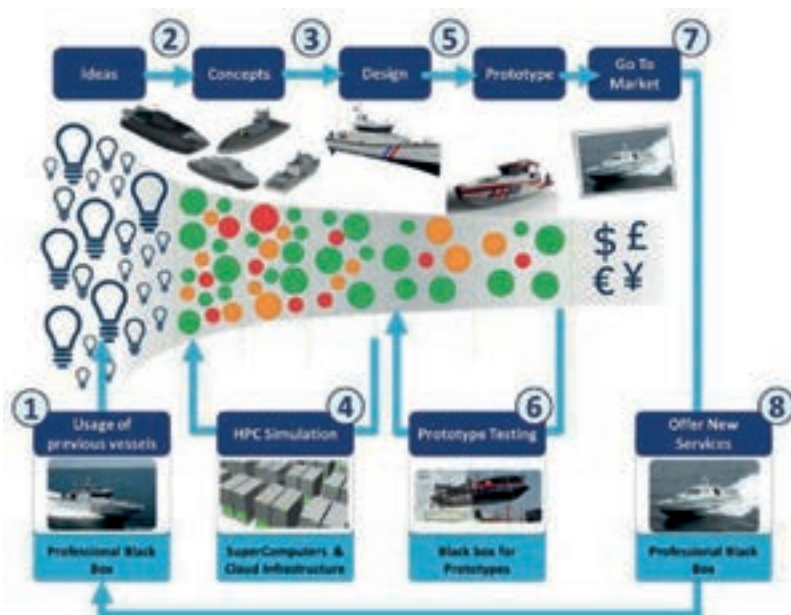 2
3
5
7
Ideas
Concepts
Design
Prototype
Go To
Market
$ £
€ ¥
1
4
6
8
Usage of
previous vessels
HPC Simulation
Prototype Testing
Offer New
Services
Professional Black
Box
SuperComputers &
Cloud Infrastructure
Black box for
Prototypes
Professional Black
Box